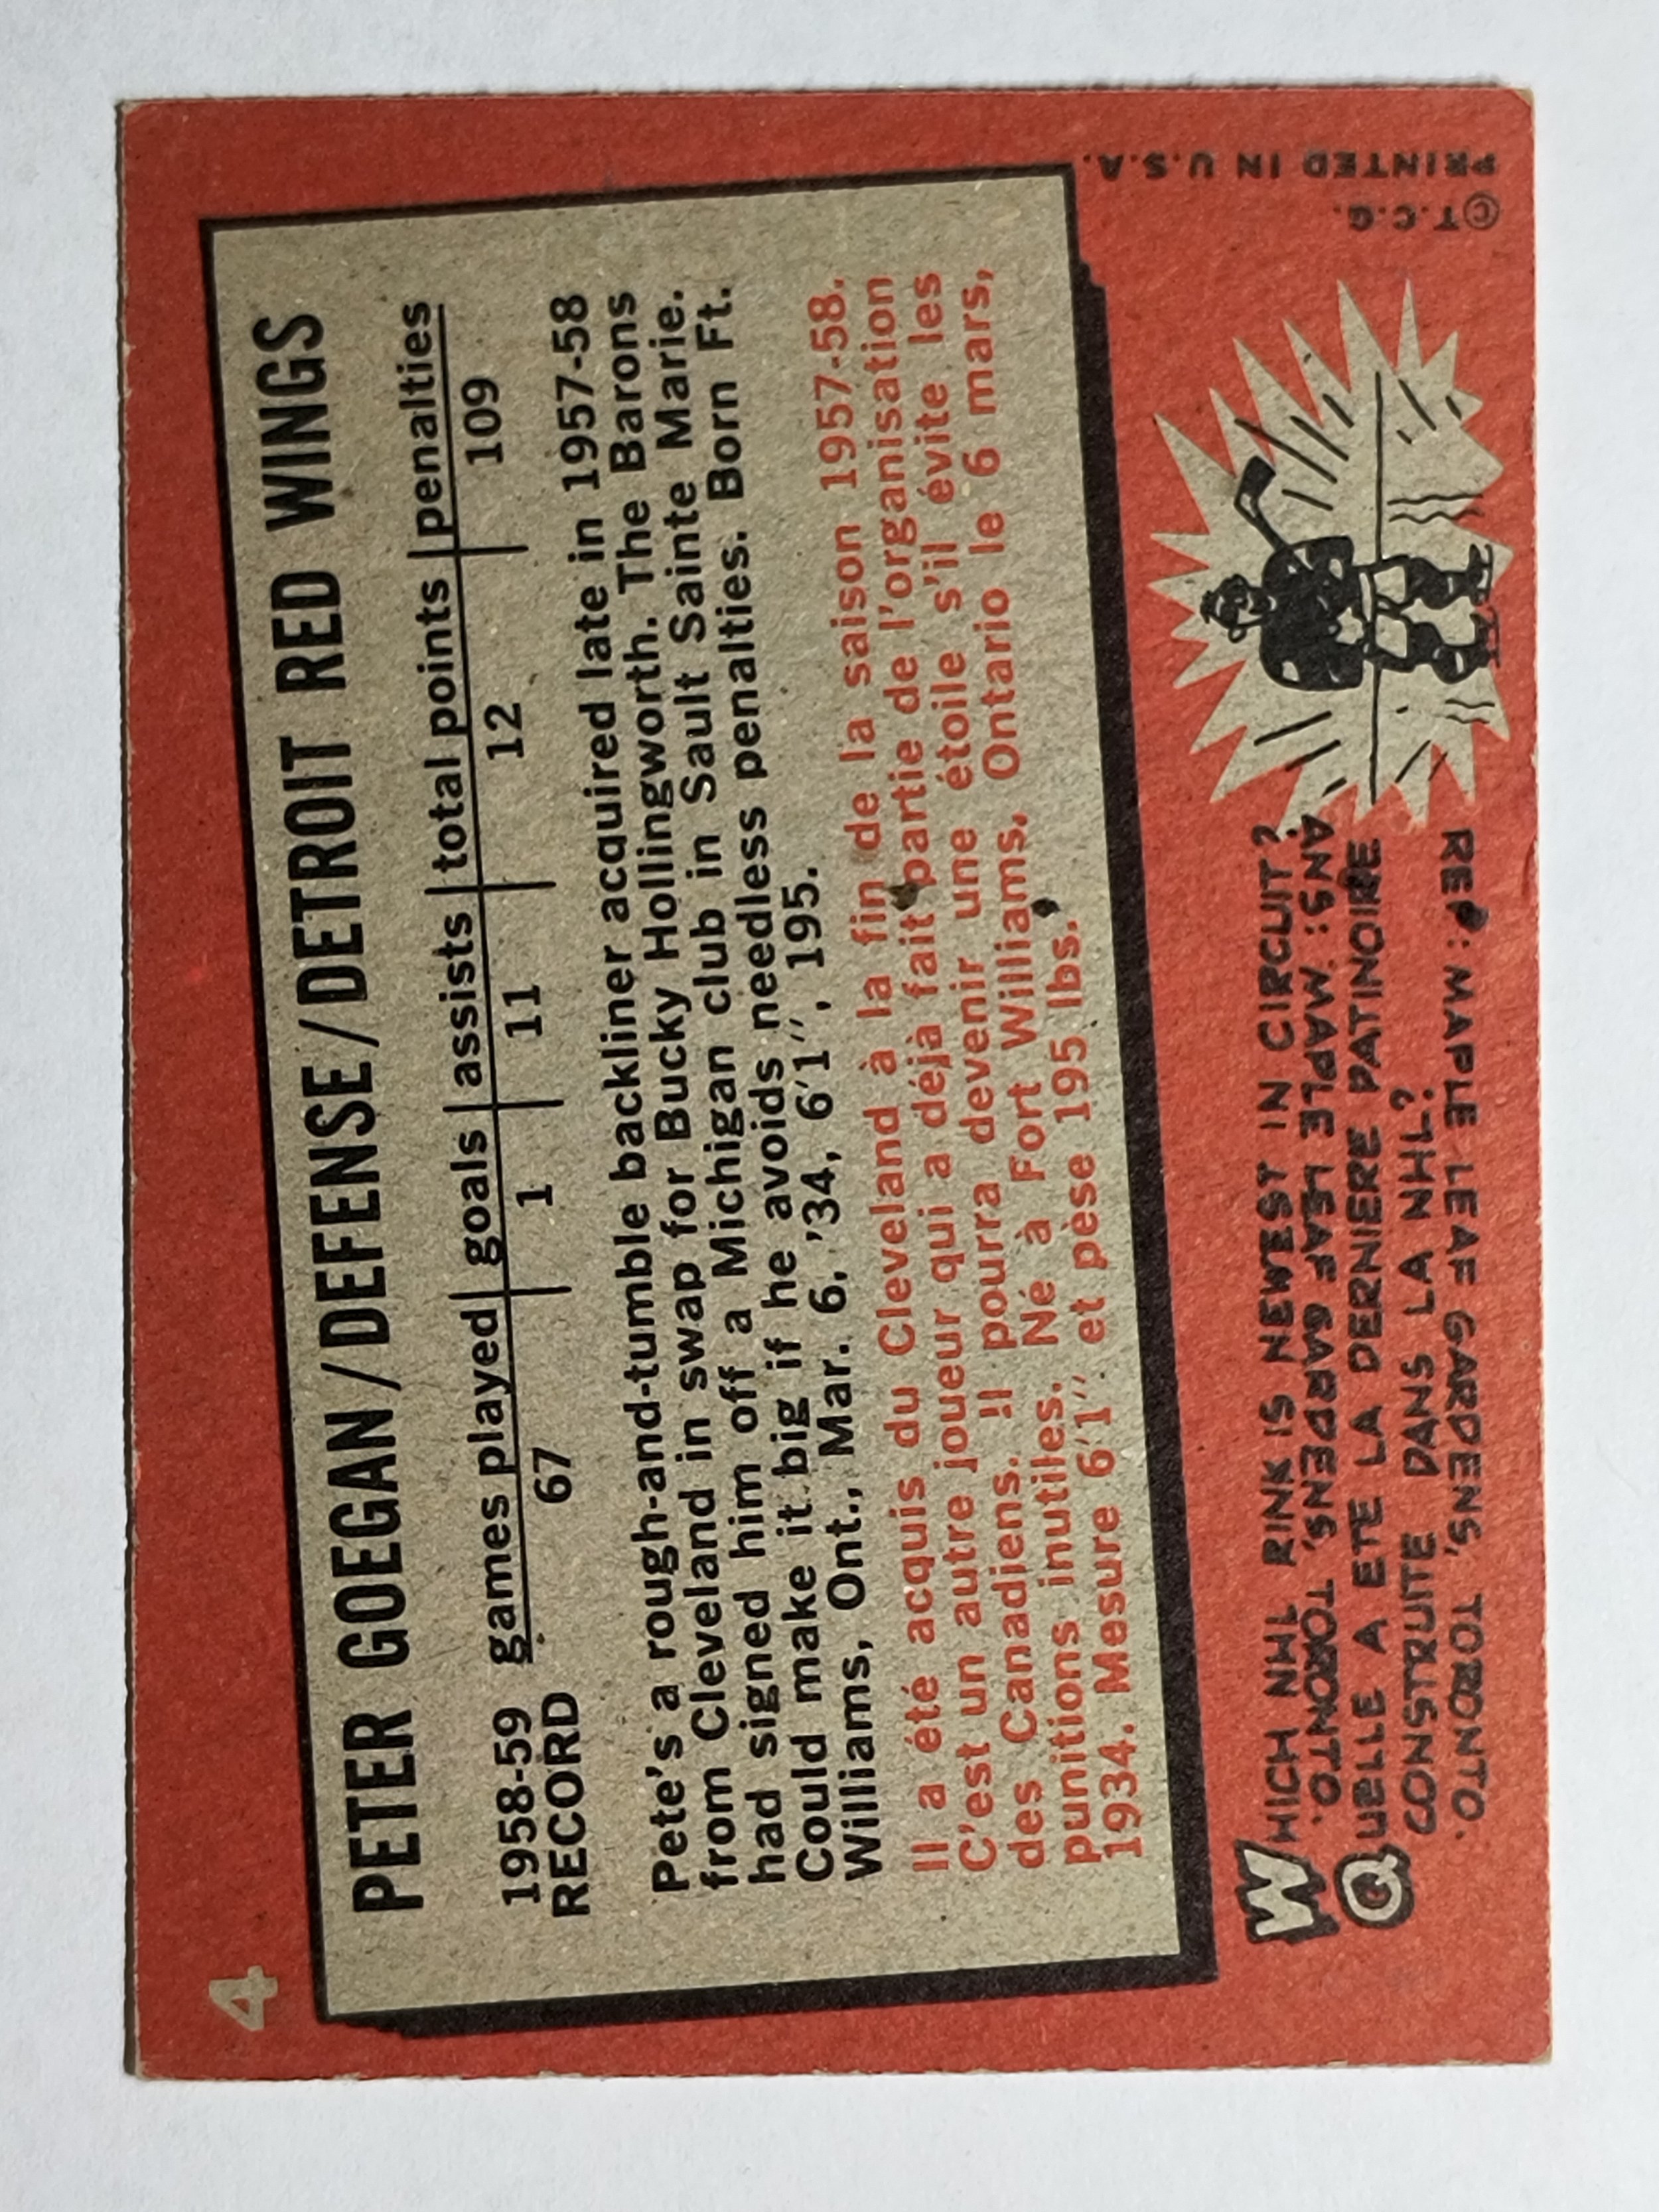 4
PETER GOEGAN/DEFENSE/DETROIT RED WINGS
1958-59 games played goals assists total points penalties
RECORD 67 1 11 12 109
Pete's a rough-and-tumble backliner acquired late in 1957-58
from Cleveland in swap for Bucky Hollingworth. The Barons
had signed him off a Michigan club in Sault Sainte Marie.
Could make it big if he avoids needless penalties. Born Ft.
Williams, Ont., Mar. 6, '34, 6'1'', 195.
Il a été acquis du Cleveland à la fin de la saison 1957-58.
C'est un autre joueur qui a déjà fait partie de l'organisation
des Canadiens. Il pourra devenir une étoile s'il évite les
punitions inutiles. Né à Fort Williams, Ontario le 6 mars,
1934. Mesure 6'1'' et pèse 195 lbs.
WHICH NHL RINK IS NEWEST IN CIRCUIT?
ANS: MAPLE LEAF GARDENS, TORONTO.
QUELLE A ETE LA DERNIERE PATINOIRE
CONSTRUITE DANS LA NHL?
REP: MAPLE LEAF GARDENS, TORONTO.
©T.C.G.
PRINTED IN U.S.A.